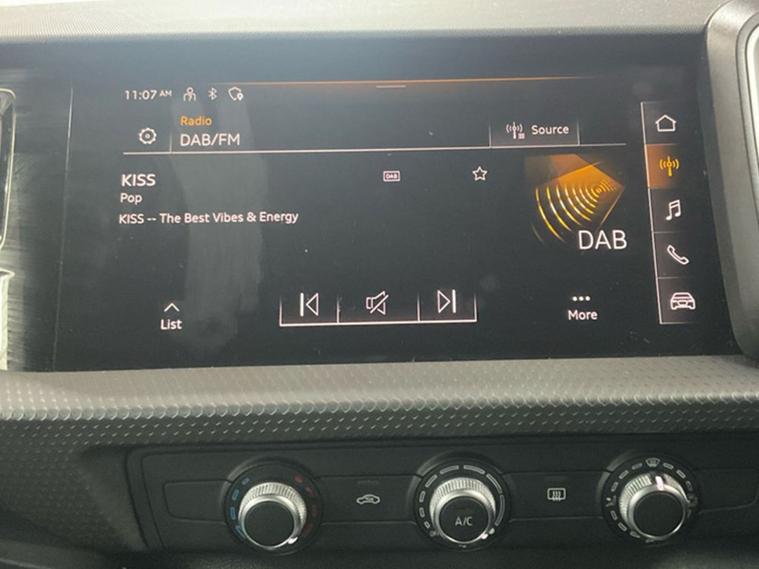 11:07 AM
Radio
DAB/FM
Source
KISS
DAB
Pop
KISS -- The Best Vibes & Energy
DAB
List
More
A/C